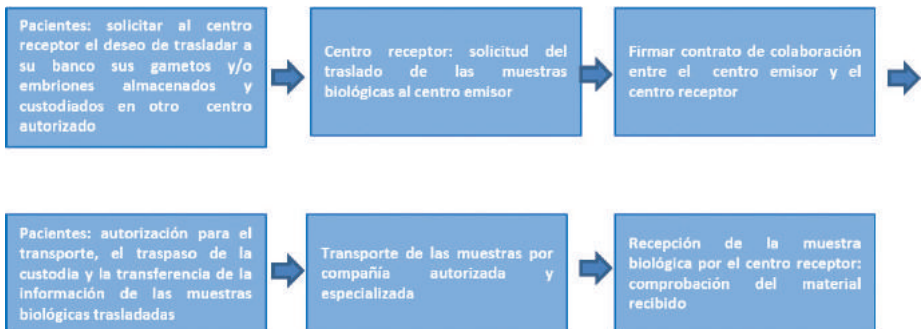 Pacientes: solicitar al centro
receptor el deseo de trasladar a
su banco sus gametos y/o
embriones almacenados y
custodiados en otro centro
autorizado
Centro receptor: solicitud del
traslado de las muestras
biológicas al centro emisor
Firmar contrato de colaboración
entre el centro emisor y el
centro receptor
Pacientes: autorización para el
transporte, el traspaso de la
custodia y la transferencia de la
información de las muestras
biológicas trasladadas
Transporte de las muestras por
compañía autorizada y
especializada
Recepción de la muestra
biológica por el centro receptor:
comprobación del material
recibido